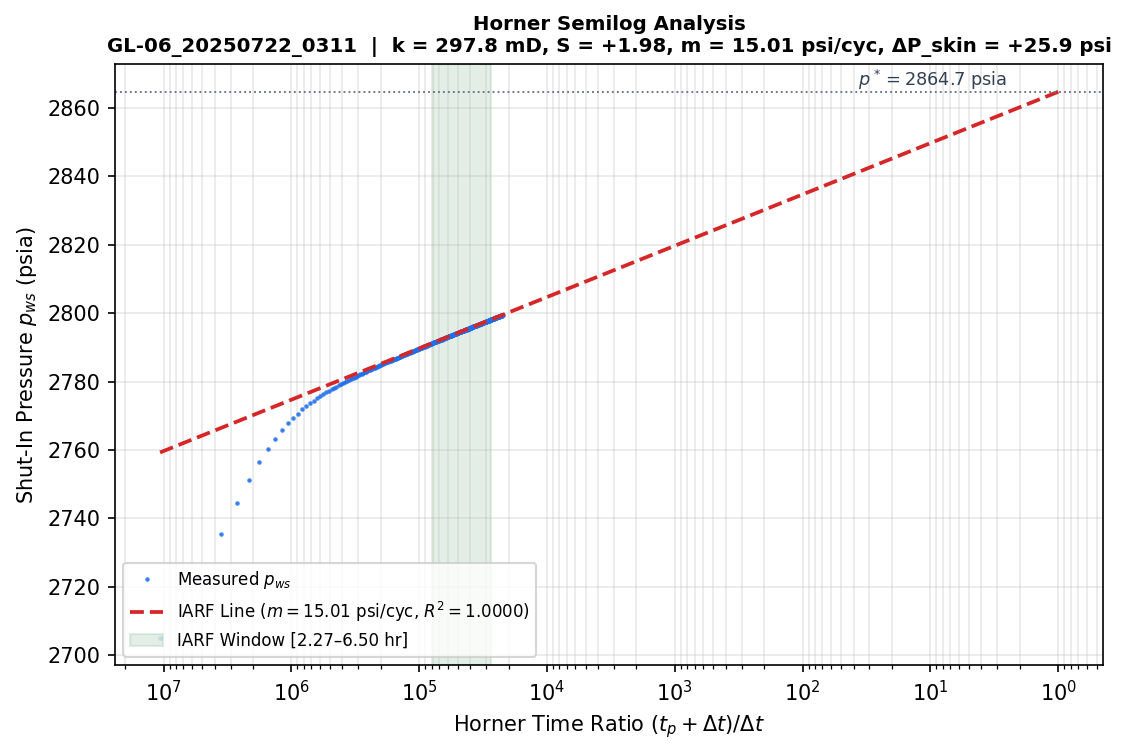 Horner Semilog Analysis
GL-06_20250722_0311 | k = 297.8 mD, S = +1.98, m = 15.01 psi/cyc, ΔP_skin = +25.9 psi
p* = 2864.7 psia
2860
2840
2820
2800
2780
2760
2740
2720
2700
Shut-In Pressure p_ws (psia)
Measured p_ws
IARF Line (m = 15.01 psi/cyc, R² = 1.0000)
IARF Window [2.27–6.50 hr]
10⁷ 10⁶ 10⁵ 10⁴ 10³ 10² 10¹ 10⁰
Horner Time Ratio (t_p + Δt)/Δt